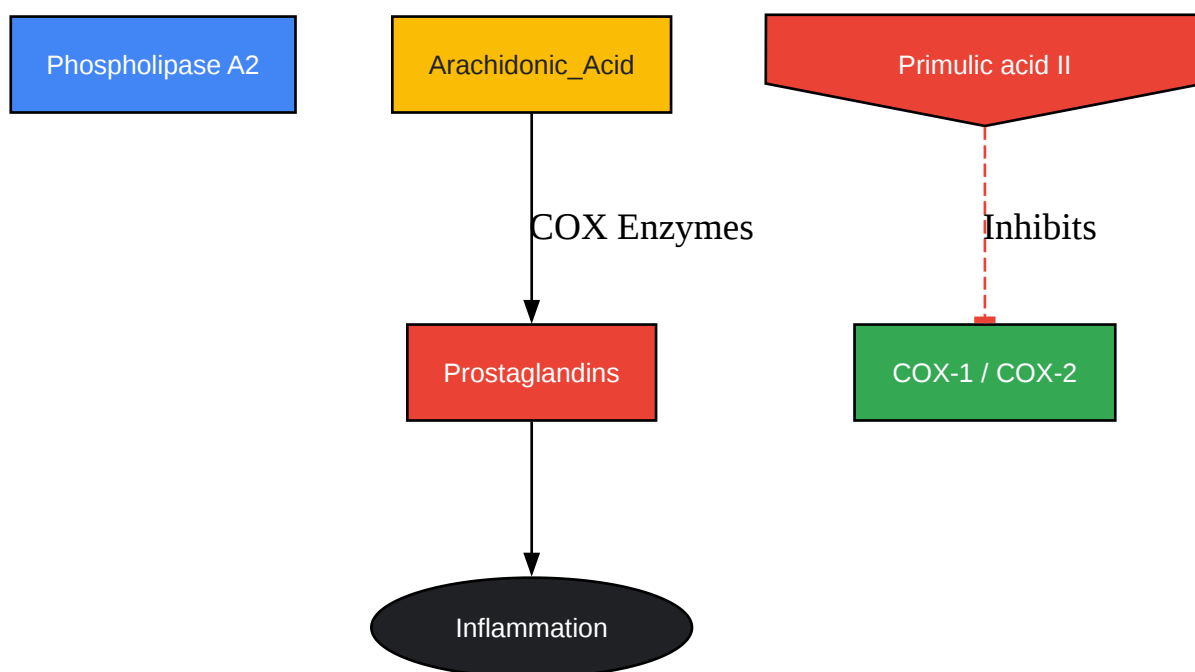 Phospholipase A2
Arachidonic_Acid
Primulic acid II
COX Enzymes
Inhibits
Prostaglandins
COX-1 / COX-2
Inflammation